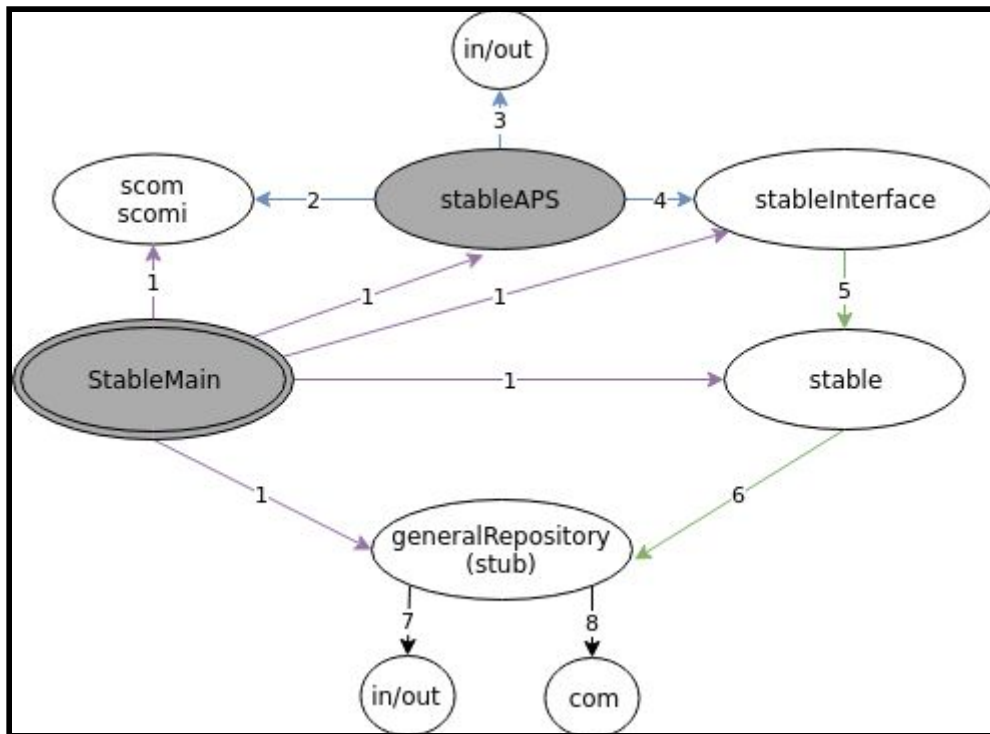 in/out
3
scom
scomi
2
stableAPS
4
stableInterface
1
1
1
5
StableMain
1
stable
1
6
generalRepository
(stub)
7
8
in/out
com